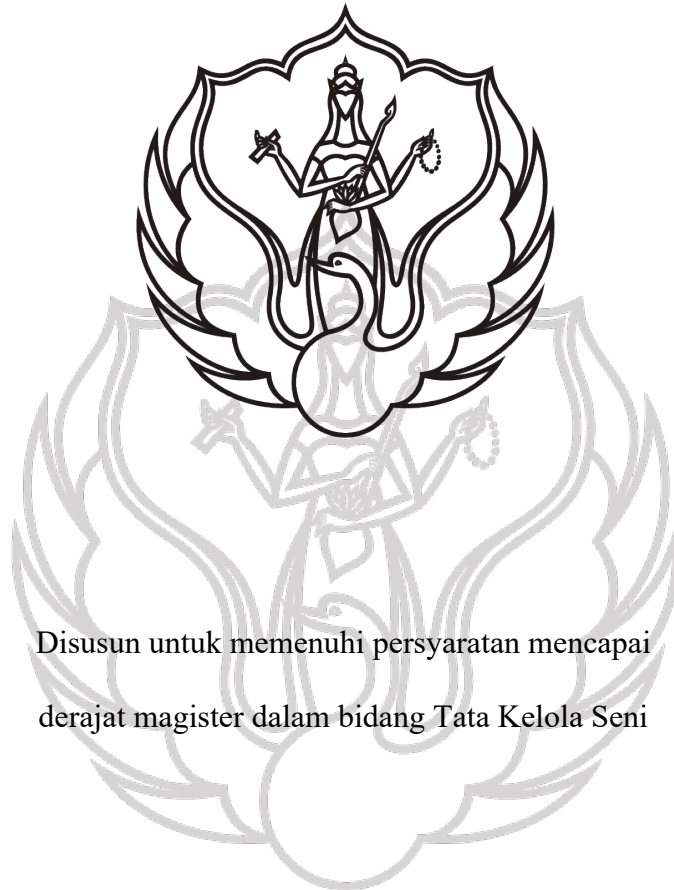 Disusun untuk memenuhi persyaratan mencapai
derajat magister dalam bidang Tata Kelola Seni